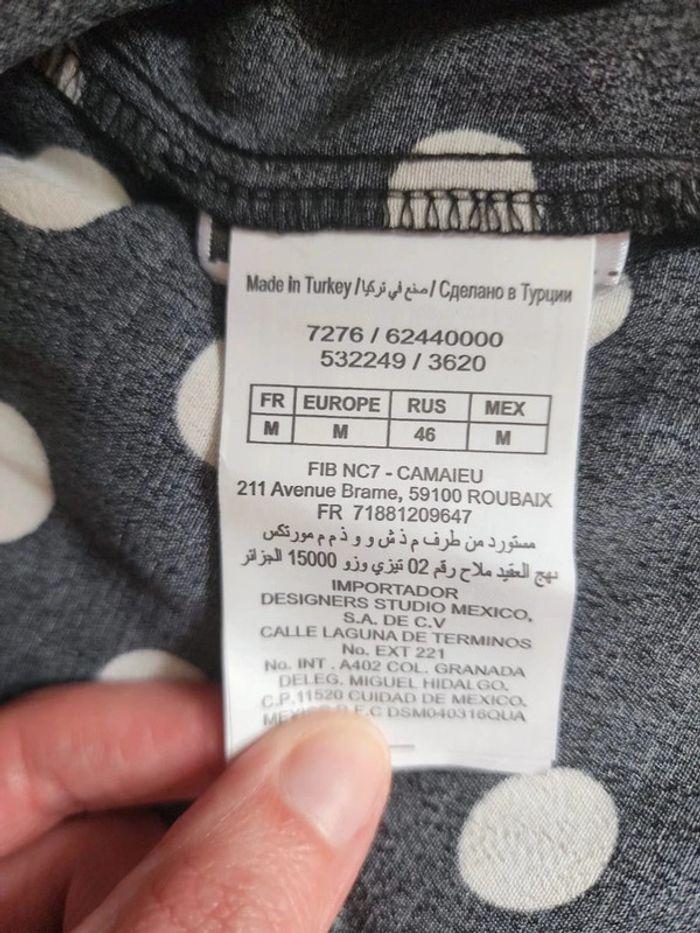 Made in Turkey / صنع في تركيا / Сделано в Турции
7276 / 62440000
532249 / 3620
FR EUROPE RUS MEX
M M 46 M
FIB NC7 - CAMAIEU
211 Avenue Brame, 59100 ROUBAIX
FR 71881209647
مستورد من طرف م ذ ش و و ذ م م مورتكس
نهج العقيد ملاح رقم 02 تيزي وزو 15000 الجزائر
IMPORTADOR
DESIGNERS STUDIO MEXICO,
S.A. DE C.V
CALLE LAGUNA DE TERMINOS
No. EXT 221
No. INT . A402 COL. GRANADA
DELEG. MIGUEL HIDALGO,
C.P.11520 CUIDAD DE MEXICO.
DSM040316QUA